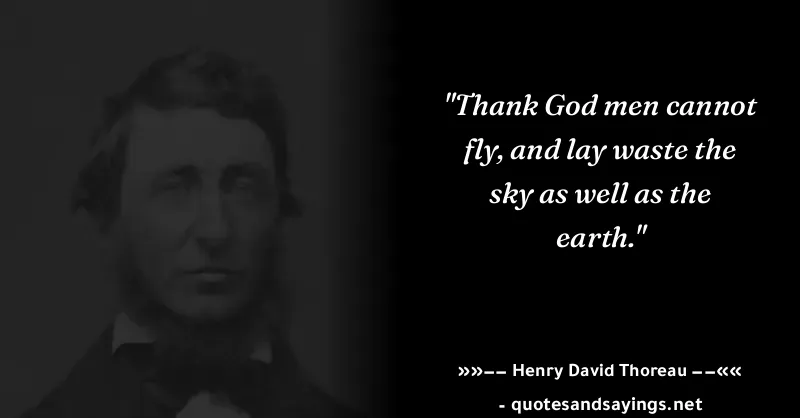 "Thank God men cannot
fly, and lay waste the
sky as well as the
earth."
»»−− Henry David Thoreau −−««
- quotesandsayings.net